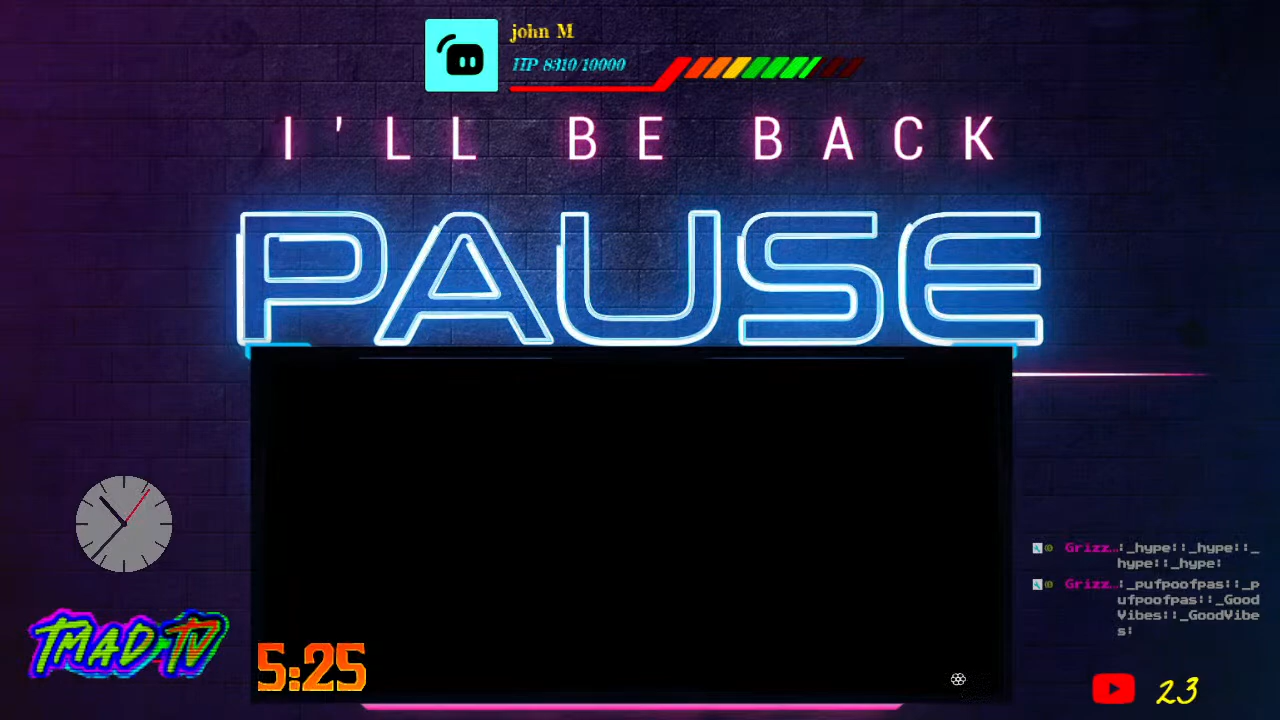 john M
HP 8310/10000
I'LL BE BACK
PAUSE
Grizz…:_hype::_hype::_
hype::_hype:
Grizz…:_pufpoofpas::_p
ufpoofpas::_Good
Vibes::_GoodVibe
s:
TMAD TV
5:25
23